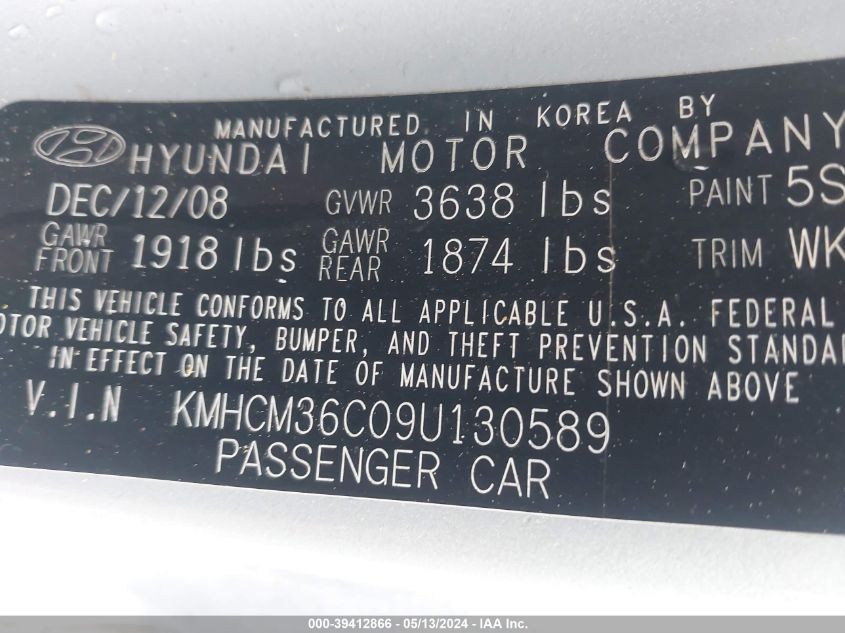 MANUFACTURED IN KOREA BY
HYUNDAI MOTOR COMPANY
DEC/12/08 GVWR 3638 lbs PAINT 5S
GAWR FRONT 1918 lbs GAWR REAR 1874 lbs TRIM WK
THIS VEHICLE CONFORMS TO ALL APPLICABLE U.S.A. FEDERAL
OTOR VEHICLE SAFETY, BUMPER, AND THEFT PREVENTION STANDA
IN EFFECT ON THE DATE OF MANUFACTURE SHOWN ABOVE
V.I.N KMHCM36C09U130589
PASSENGER CAR
000-39412866 - 05/13/2024 - IAA Inc.